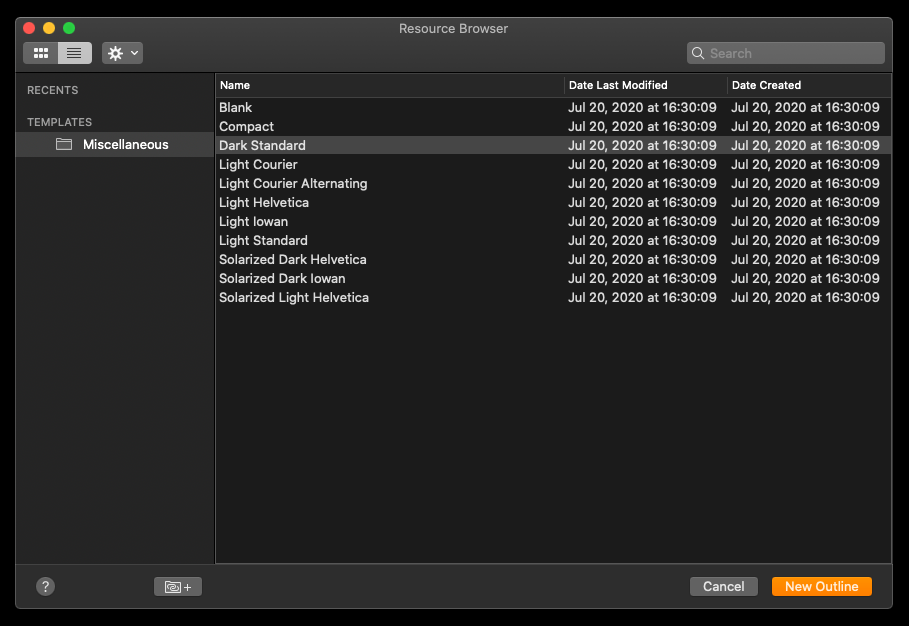 Resource Browser
Search
RECENTS
TEMPLATES
Miscellaneous
Name Date Last Modified Date Created
Blank Jul 20, 2020 at 16:30:09 Jul 20, 2020 at 16:30:09
Compact Jul 20, 2020 at 16:30:09 Jul 20, 2020 at 16:30:09
Dark Standard Jul 20, 2020 at 16:30:09 Jul 20, 2020 at 16:30:09
Light Courier Jul 20, 2020 at 16:30:09 Jul 20, 2020 at 16:30:09
Light Courier Alternating Jul 20, 2020 at 16:30:09 Jul 20, 2020 at 16:30:09
Light Helvetica Jul 20, 2020 at 16:30:09 Jul 20, 2020 at 16:30:09
Light Iowan Jul 20, 2020 at 16:30:09 Jul 20, 2020 at 16:30:09
Light Standard Jul 20, 2020 at 16:30:09 Jul 20, 2020 at 16:30:09
Solarized Dark Helvetica Jul 20, 2020 at 16:30:09 Jul 20, 2020 at 16:30:09
Solarized Dark Iowan Jul 20, 2020 at 16:30:09 Jul 20, 2020 at 16:30:09
Solarized Light Helvetica Jul 20, 2020 at 16:30:09 Jul 20, 2020 at 16:30:09
? + Cancel New Outline